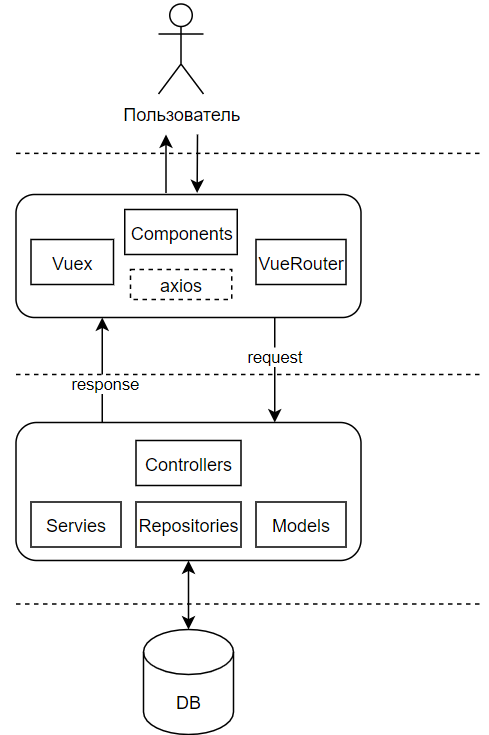 Пользователь
Components
Vuex
VueRouter
axios
request
response
Controllers
Servies
Repositories
Models
DB